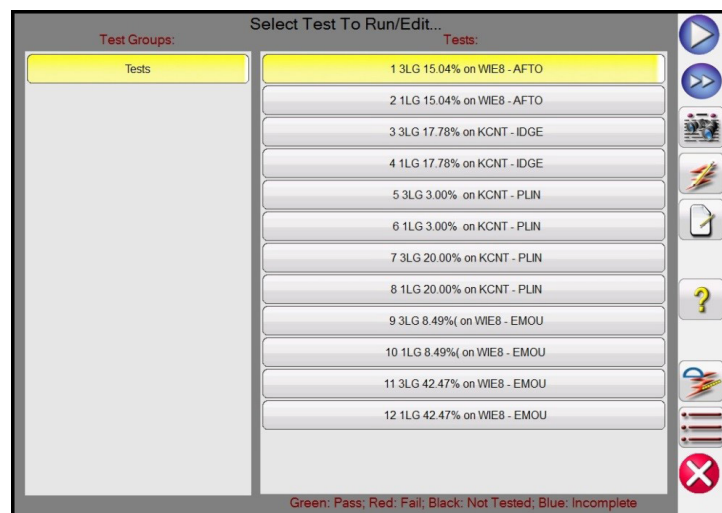 Select Test To Run/Edit...
Test Groups:
Tests:
Tests
1 3LG 15.04% on WIE8 - AFTO
2 1LG 15.04% on WIE8 - AFTO
3 3LG 17.78% on KCNT - IDGE
4 1LG 17.78% on KCNT - IDGE
5 3LG 3.00% on KCNT - PLIN
6 1LG 3.00% on KCNT - PLIN
7 3LG 20.00% on KCNT - PLIN
8 1LG 20.00% on KCNT - PLIN
9 3LG 8.49%( on WIE8 - EMOU
10 1LG 8.49%( on WIE8 - EMOU
11 3LG 42.47% on WIE8 - EMOU
12 1LG 42.47% on WIE8 - EMOU
Green: Pass; Red: Fail; Black: Not Tested; Blue: Incomplete